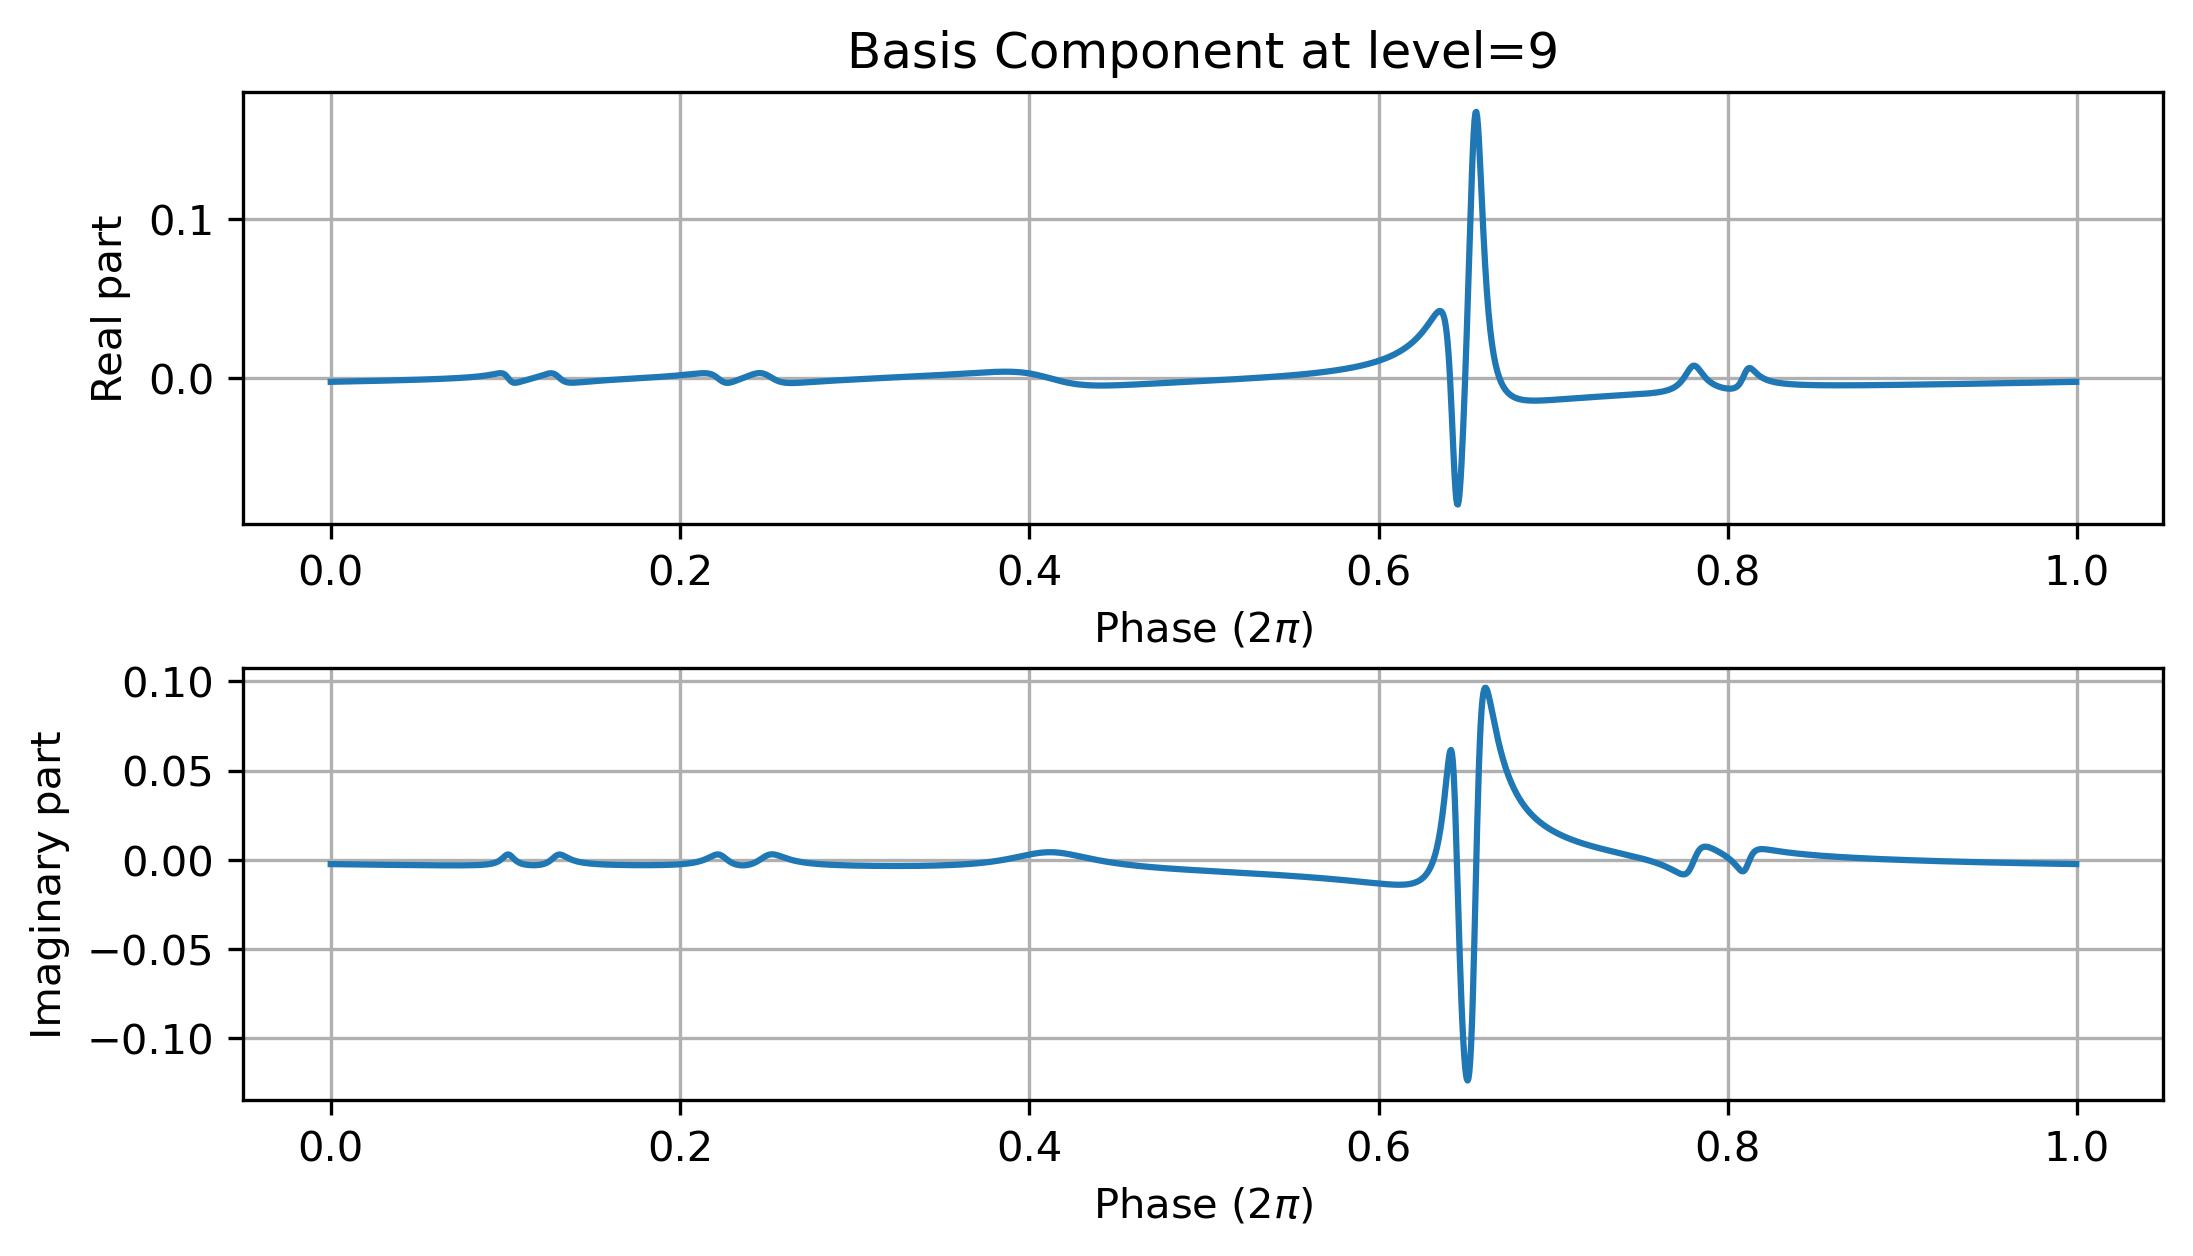 Basis Component at level=9
Real part
0.1
0.0
0.0 0.2 0.4 0.6 0.8 1.0
Phase (2π)
Imaginary part
0.10
0.05
0.00
−0.05
−0.10
0.0 0.2 0.4 0.6 0.8 1.0
Phase (2π)